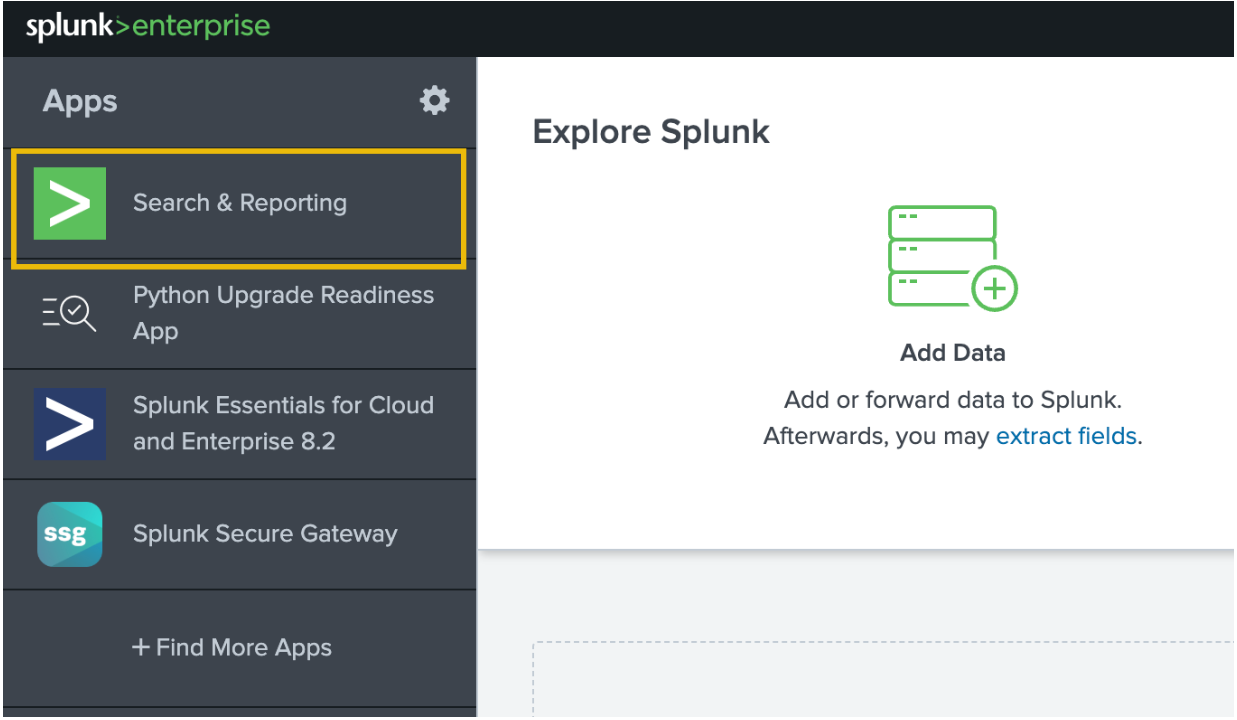 splunk>enterprise
Apps
Search & Reporting
Python Upgrade Readiness
App
Splunk Essentials for Cloud
and Enterprise 8.2
ssg
Splunk Secure Gateway
+ Find More Apps
Explore Splunk
Add Data
Add or forward data to Splunk.
Afterwards, you may extract fields.